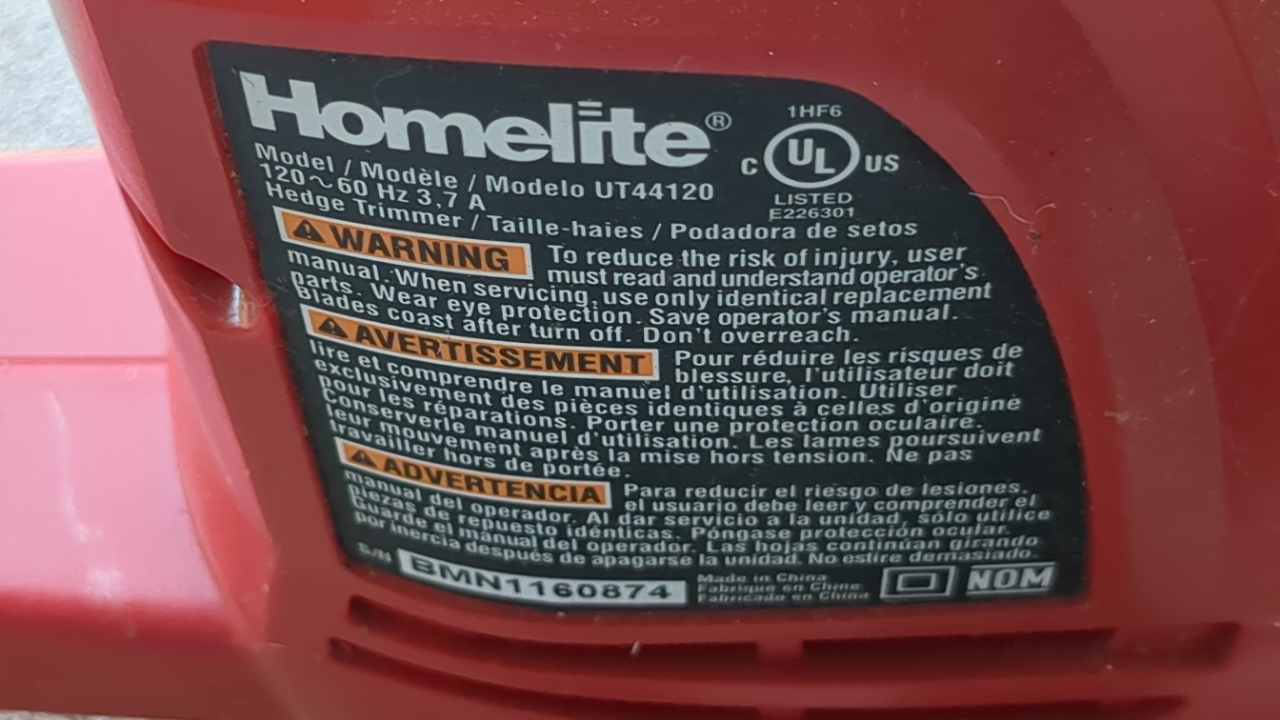 Homelite®
1HF6
C UL US
LISTED
E226301
Model / Modèle / Modelo UT44120
120~60 Hz 3,7 A
Hedge Trimmer / Taille-haies / Podadora de setos
WARNING To reduce the risk of injury, user
must read and understand operator's
manual. When servicing, use only identical replacement
parts. Wear eye protection. Save operator's manual.
Blades coast after turn off. Don't overreach.
AVERTISSEMENT Pour réduire les risques de
blessure, l'utilisateur doit
lire et comprendre le manuel d'utilisation. Utiliser
exclusivement des pièces identiques à celles d'origine
pour les réparations. Porter une protection oculaire.
Conserverle manuel d'utilisation. Les lames poursuivent
leur mouvement après la mise hors tension. Ne pas
travailler hors de portée.
ADVERTENCIA Para reducir el riesgo de lesiones,
el usuario debe leer y comprender el
manual del operador. Al dar servicio a la unidad, sólo utilice
piezas de repuesto idénticas. Póngase protección ocular.
Guarde el manual del operador. Las hojas continúan girando
por inercia después de apagarse la unidad. No estire demasiado.
S/N BMN1160874
Made in China
Fabrique en Chine
Fabricado en China
NOM